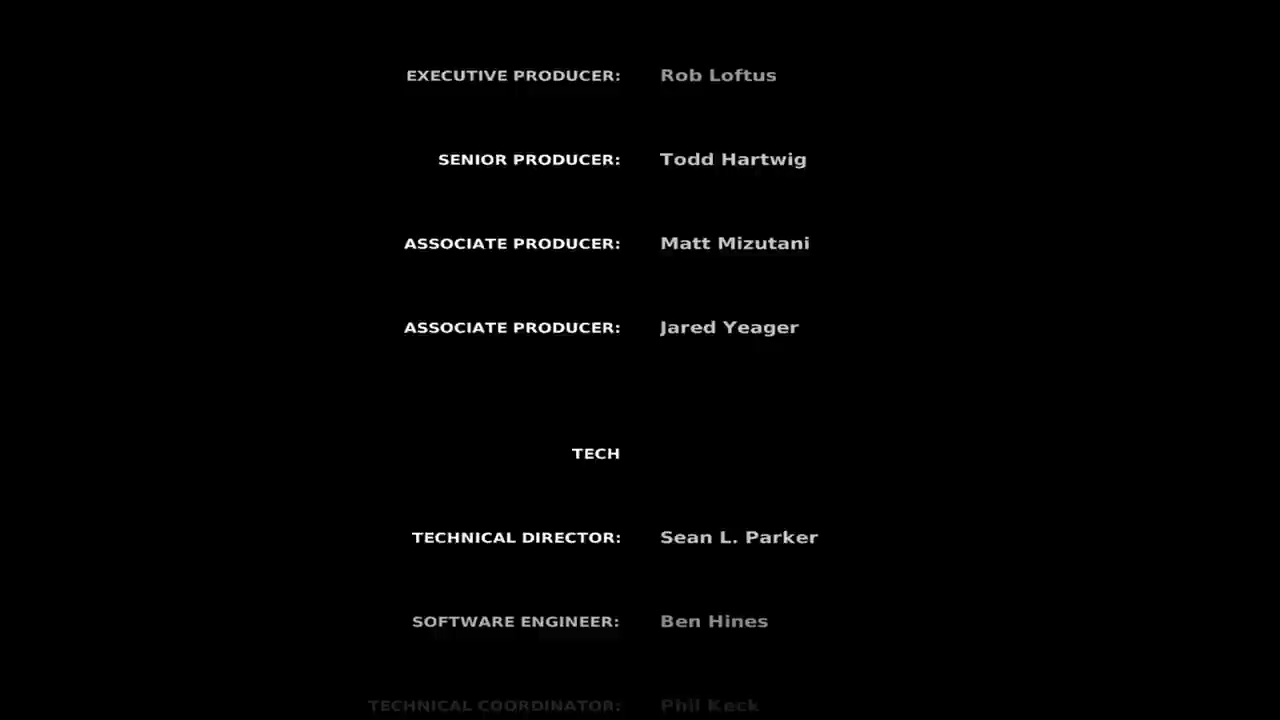 EXECUTIVE PRODUCER: Rob Loftus
SENIOR PRODUCER: Todd Hartwig
ASSOCIATE PRODUCER: Matt Mizutani
ASSOCIATE PRODUCER: Jared Yeager
TECH
TECHNICAL DIRECTOR: Sean L. Parker
SOFTWARE ENGINEER: Ben Hines
TECHNICAL COORDINATOR: Phil Keck